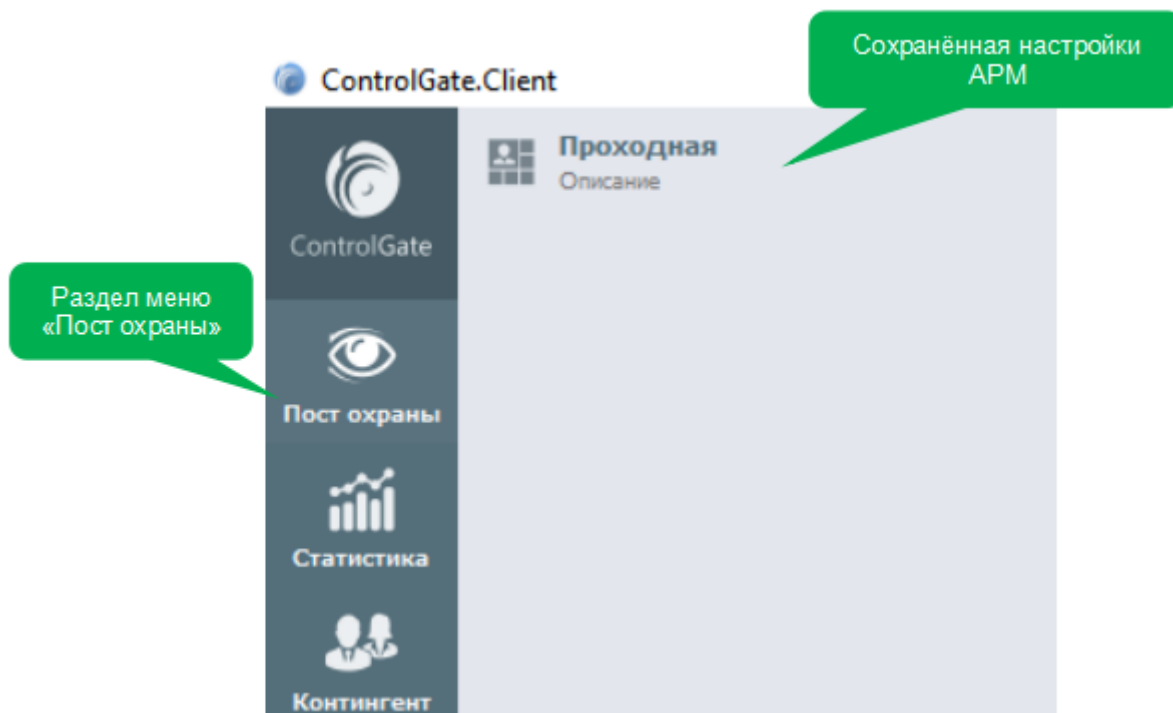 Сохранённая настройки
АРМ
ControlGate.Client
Проходная
Описание
ControlGate
Раздел меню
«Пост охраны»
Пост охраны
Статистика
Контингент